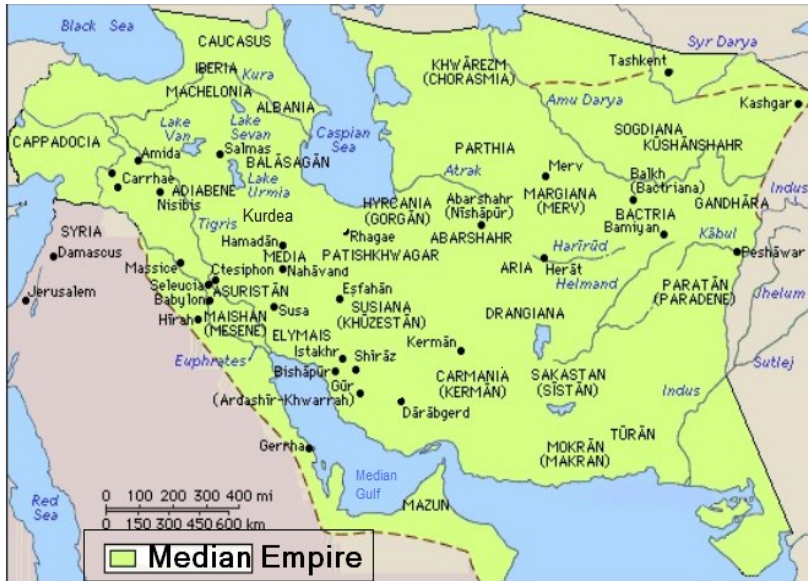 Black Sea
CAUCASUS
IBERIA
Kura
MACHELONIA
ALBANIA
KHWĀREZM
(CHORASMIA)
Tashkent
Syr Darya
Kashgar
Amu Darya
SOGDIANA
KŪSHĀNSHAHR
CAPPADOCIA
Lake
Van
Lake
Sevan
Caspian
Sea
Amida
Salmas
BALĀSAGĀN
PARTHIA
Carrhae
ADIABENE
Lake
Urmia
Nisibis
Atrak
Merv
MARGIANA
(MERV)
Balkh
(Bactriana)
GANDHĀRA
Indus
SYRIA
Tigris
Kurdea
HYRCANIA
(GORGĀN)
Abarshahr
(Nīshāpūr)
BACTRIA
Bamiyan
Kābul
Damascus
Hamadān
Rhagae
ABARSHAHR
Harīrūd
Peshāwar
MEDIA
PATISHKHWAGAR
Massice
Ctesiphon
Nahāvand
ARIA
Herāt
Seleucia
ASURISTĀN
Eşfahān
Helmand
PARATĀN
(PARADENE)
Jhelum
Jerusalem
Babylon
Susa
SUSIANA
(KHŪZESTĀN)
DRANGIANA
Hīrah
MAISHĀN
(MESENE)
ELYMAIS
Kermān
Sutlej
Euphrates
Istakhr
Shīrāz
Bishāpūr
CARMANIA
(KERMĀN)
SAKASTAN
(SĪSTĀN)
Indus
Gūr
(Ardashīr-Khwarrah)
Dārābgerd
TŪRĀN
Gerrha
MOKRĀN
(MAKRAN)
Median
Gulf
Red
Sea
MAZUN
0 100 200 300 400 mi
0 150 300 450 600 km
Median Empire